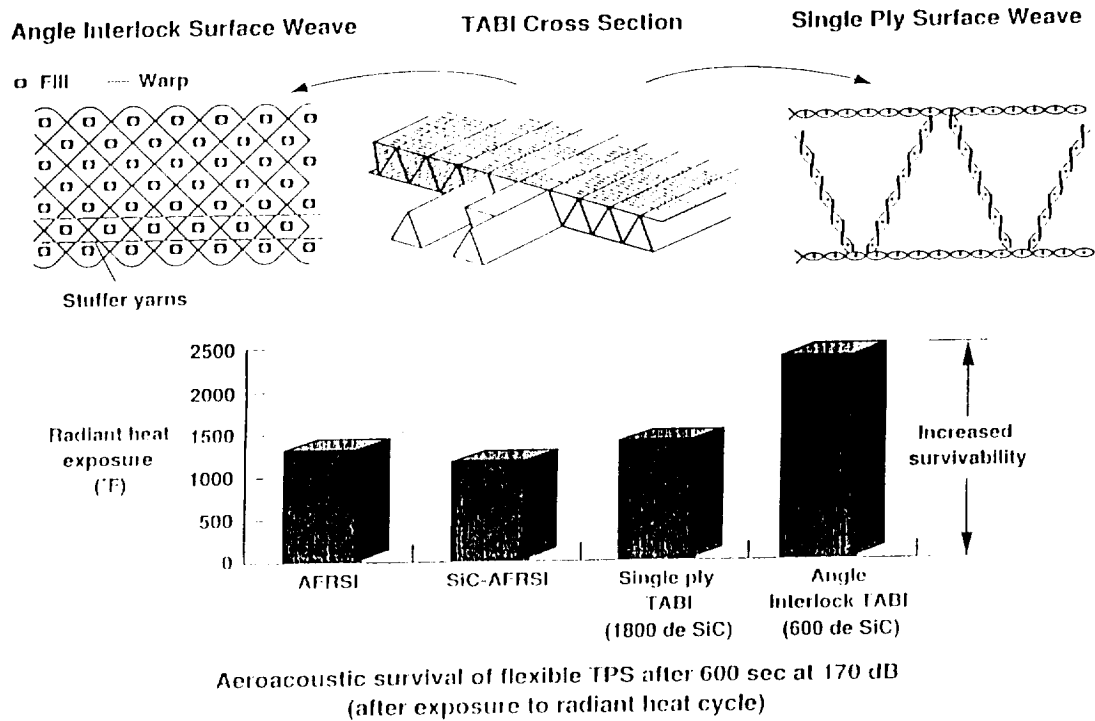 Angle Interlock Surface Weave
TABI Cross Section
Single Ply Surface Weave
Fill
Warp
Stuffer yarns
2500
2000
1500
1000
500
0
Radiant heat
exposure
(°F)
Increased
survivability
AFRSI
SiC-AFRSI
Single ply
TABI
(1800 de SiC)
Angle
Interlock TABI
(600 de SiC)
Aeroacoustic survival of flexible TPS after 600 sec at 170 dB
(after exposure to radiant heat cycle)